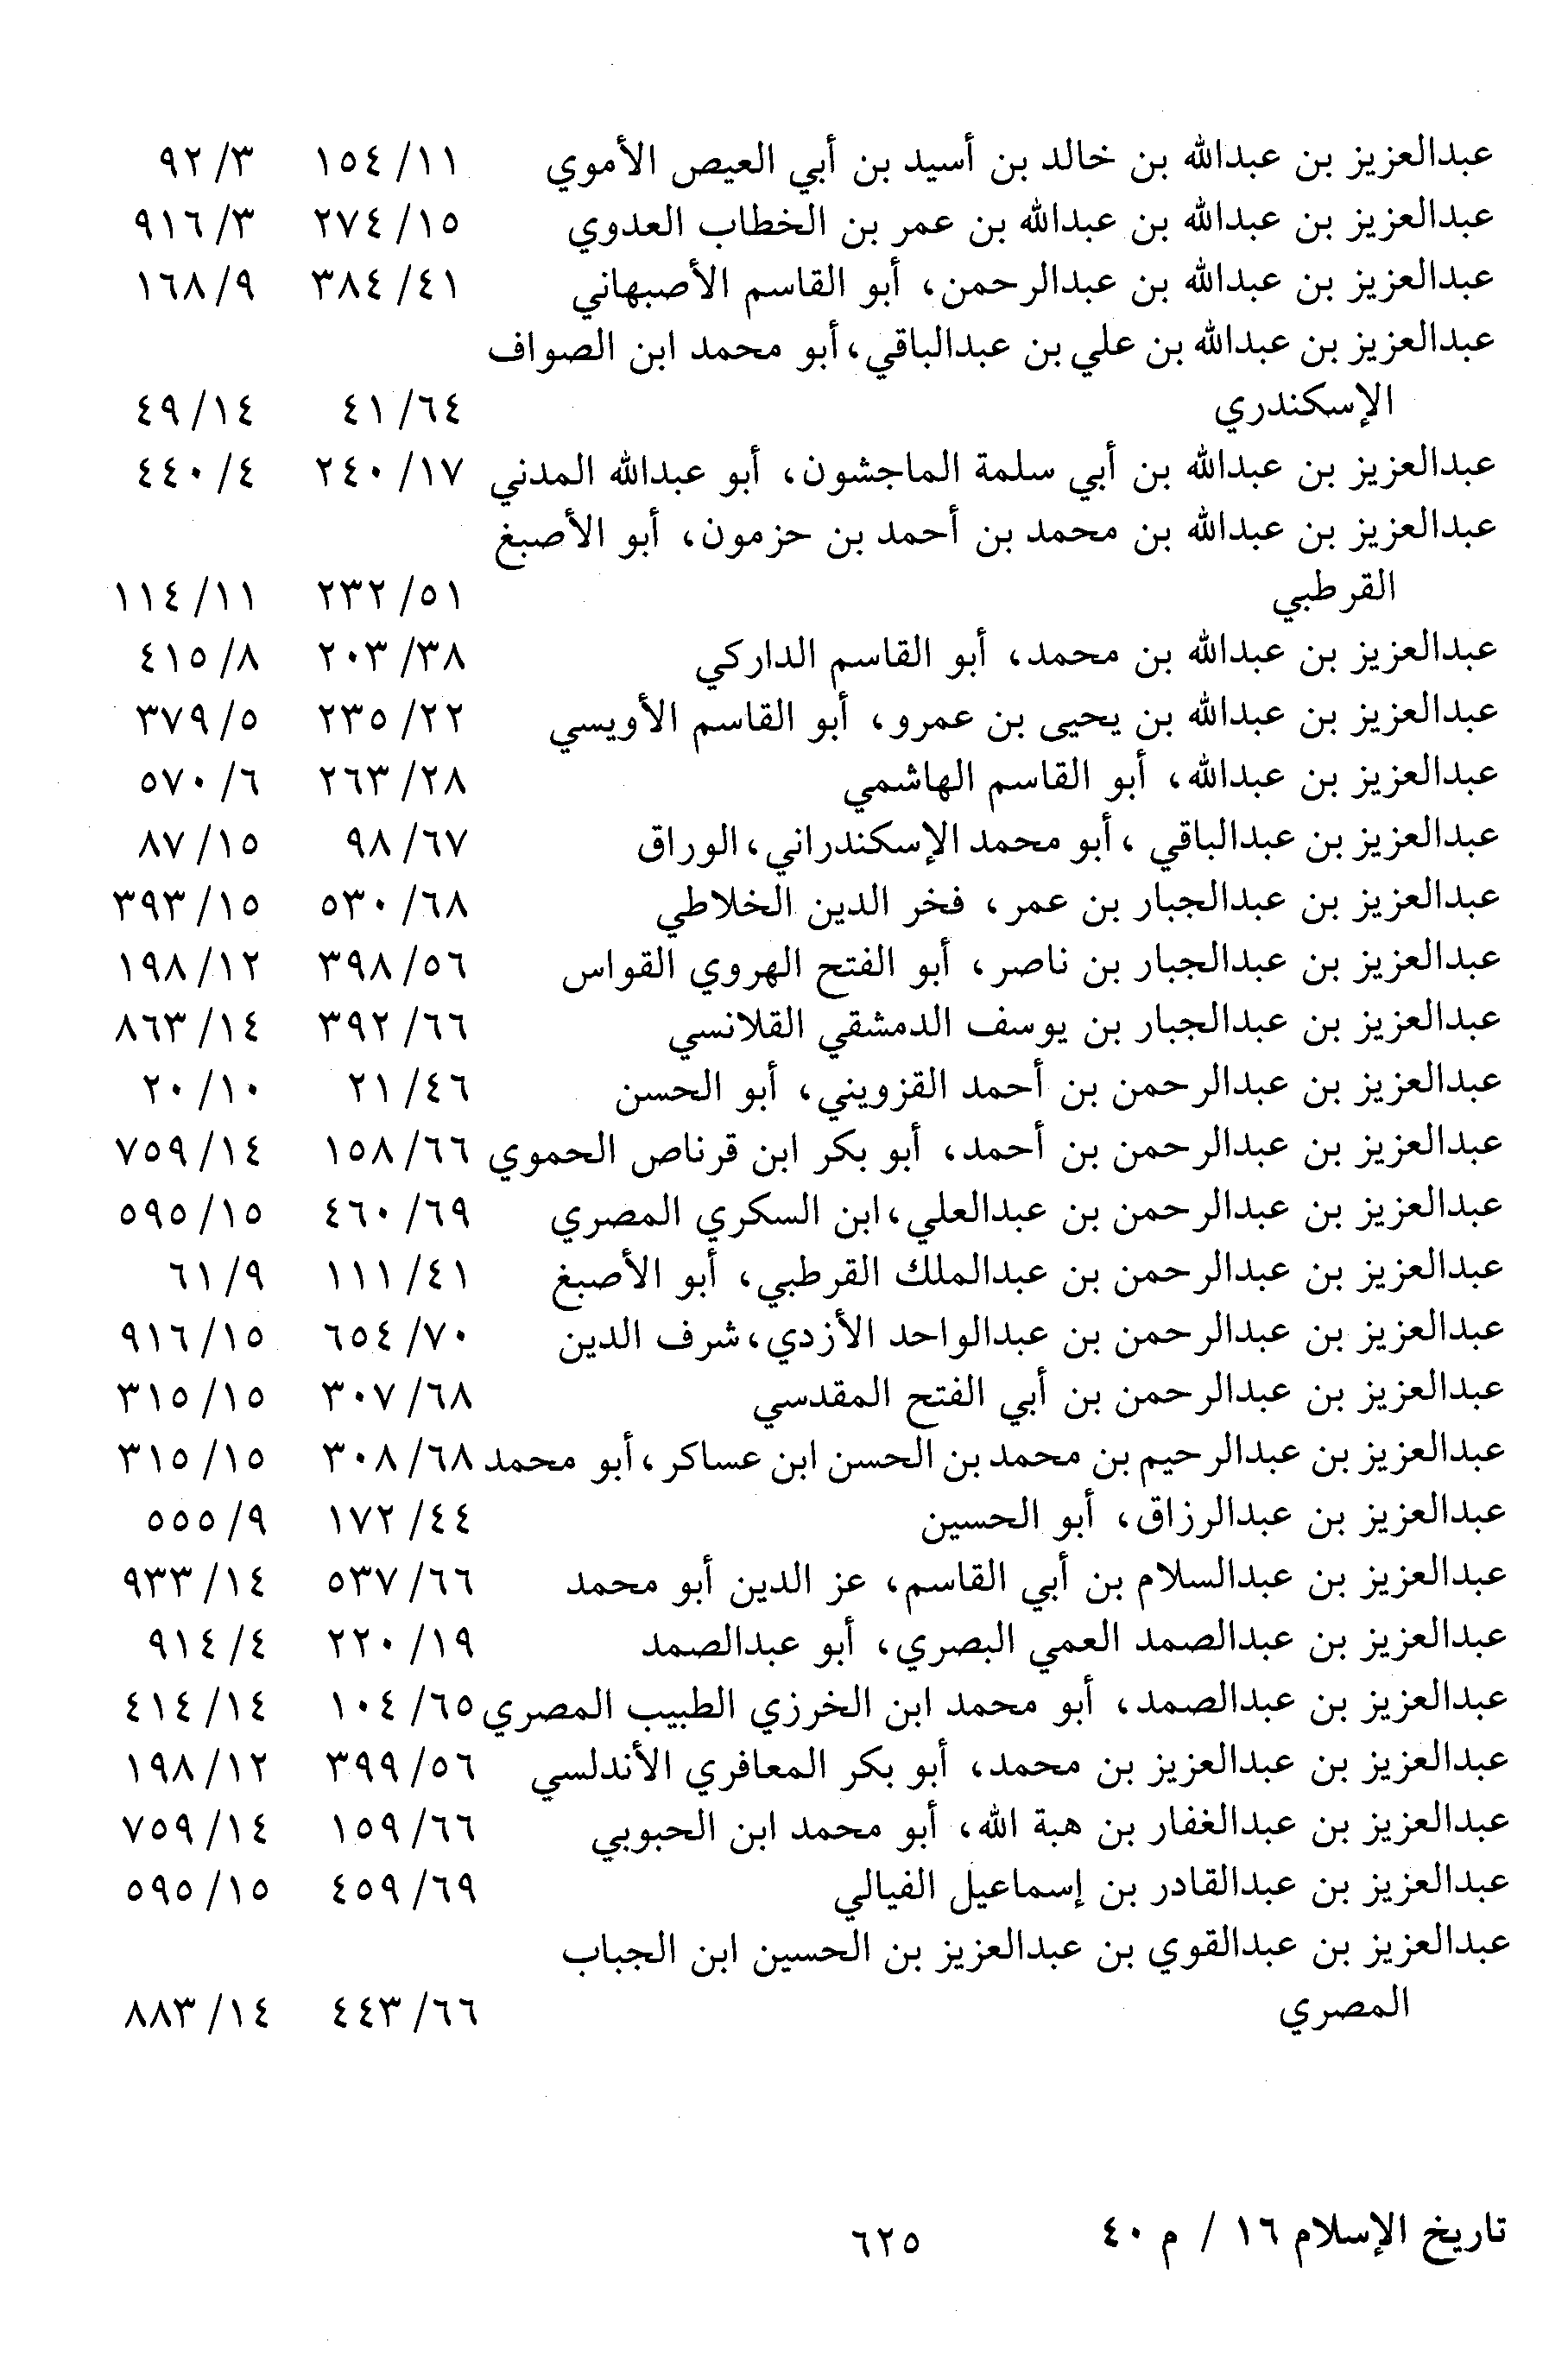 عبدالعزيز بن عبدالله بن خالد بن أسيد بن أبي العيص الأموي ١١/ ١٥٤ ٣/ ٩٢
عبدالعزيز بن عبدالله بن عبدالله بن عمر بن الخطاب العدوي ١٥/ ٢٧٤ ٣/ ٩١٦
عبدالعزيز بن عبدالله بن عبدالرحمن، أبو القاسم الأصبهاني ٤١/ ٣٨٤ ٩/ ١٦٨
عبدالعزيز بن عبدالله بن علي بن عبدالباقي، أبو محمد ابن الصواف
الإسكندري ٦٤/ ٤١ ١٤/ ٤٩
عبدالعزيز بن عبدالله بن أبي سلمة الماجشون، أبو عبدالله المدني ١٧/ ٢٤٠ ٤/ ٤٤٠
عبدالعزيز بن عبدالله بن محمد بن أحمد بن حزمون، أبو الأصبغ
القرطبي ٥١/ ٢٣٢ ١١/ ١١٤
عبدالعزيز بن عبدالله بن محمد، أبو القاسم الداركي ٣٨/ ٢٠٣ ٨/ ٤١٥
عبدالعزيز بن عبدالله بن يحيى بن عمرو، أبو القاسم الأويسي ٢٢/ ٢٣٥ ٥/ ٣٧٩
عبدالعزيز بن عبدالله، أبو القاسم الهاشمي ٢٨/ ٢٦٣ ٦/ ٥٧٠
عبدالعزيز بن عبدالباقي، أبو محمد الإسكندراني، الوراق ٦٧/ ٩٨ ١٥/ ٨٧
عبدالعزيز بن عبدالجبار بن عمر، فخر الدين الخلاطي ٦٨/ ٥٣٠ ١٥/ ٣٩٣
عبدالعزيز بن عبدالجبار بن ناصر، أبو الفتح الهروي القواس ٥٦/ ٣٩٨ ١٢/ ١٩٨
عبدالعزيز بن عبدالجبار بن يوسف الدمشقي القلانسي ٦٦/ ٣٩٢ ١٤/ ٨٦٣
عبدالعزيز بن عبدالرحمن بن أحمد القزويني، أبو الحسن ٤٦/ ٢١ ١٠/ ٢٠
عبدالعزيز بن عبدالرحمن بن أحمد، أبو بكر ابن قرناص الحموي ٦٦/ ١٥٨ ١٤/ ٧٥٩
عبدالعزيز بن عبدالرحمن بن عبدالعلي، ابن السكري المصري ٦٩/ ٤٦٠ ١٥/ ٥٩٥
عبدالعزيز بن عبدالرحمن بن عبدالملك القرطبي، أبو الأصبغ ٤١/ ١١١ ٩/ ٦١
عبدالعزيز بن عبدالرحمن بن عبدالواحد الأزدي، شرف الدين ٧٠/ ٦٥٤ ١٥/ ٩١٦
عبدالعزيز بن عبدالرحمن بن أبي الفتح المقدسي ٦٨/ ٣٠٧ ١٥/ ٣١٥
عبدالعزيز بن عبدالرحيم بن محمد بن الحسن ابن عساكر، أبو محمد ٦٨/ ٣٠٨ ١٥/ ٣١٥
عبدالعزيز بن عبدالرزاق، أبو الحسين ٤٤/ ١٧٢ ٩/ ٥٥٥
عبدالعزيز بن عبدالسلام بن أبي القاسم، عز الدين أبو محمد ٦٦/ ٥٣٧ ١٤/ ٩٣٣
عبدالعزيز بن عبدالصمد العمي البصري، أبو عبدالصمد ١٩/ ٢٢٠ ٤/ ٩١٤
عبدالعزيز بن عبدالصمد، أبو محمد ابن الخرزي الطبيب المصري ٦٥/ ١٠٤ ١٤/ ٤١٤
عبدالعزيز بن عبدالعزيز بن محمد، أبو بكر المعافري الأندلسي ٥٦/ ٣٩٩ ١٢/ ١٩٨
عبدالعزيز بن عبدالغفار بن هبة الله، أبو محمد ابن الحبوبي ٦٦/ ١٥٩ ١٤/ ٧٥٩
عبدالعزيز بن عبدالقادر بن إسماعيل الفيالي ٦٩/ ٤٥٩ ١٥/ ٥٩٥
عبدالعزيز بن عبدالقوي بن عبدالعزيز بن الحسين ابن الجباب
المصري ٦٦/ ٤٤٣ ١٤/ ٨٨٣
تاريخ الإسلام ١٦ / م ٤٠ ٦٢٥